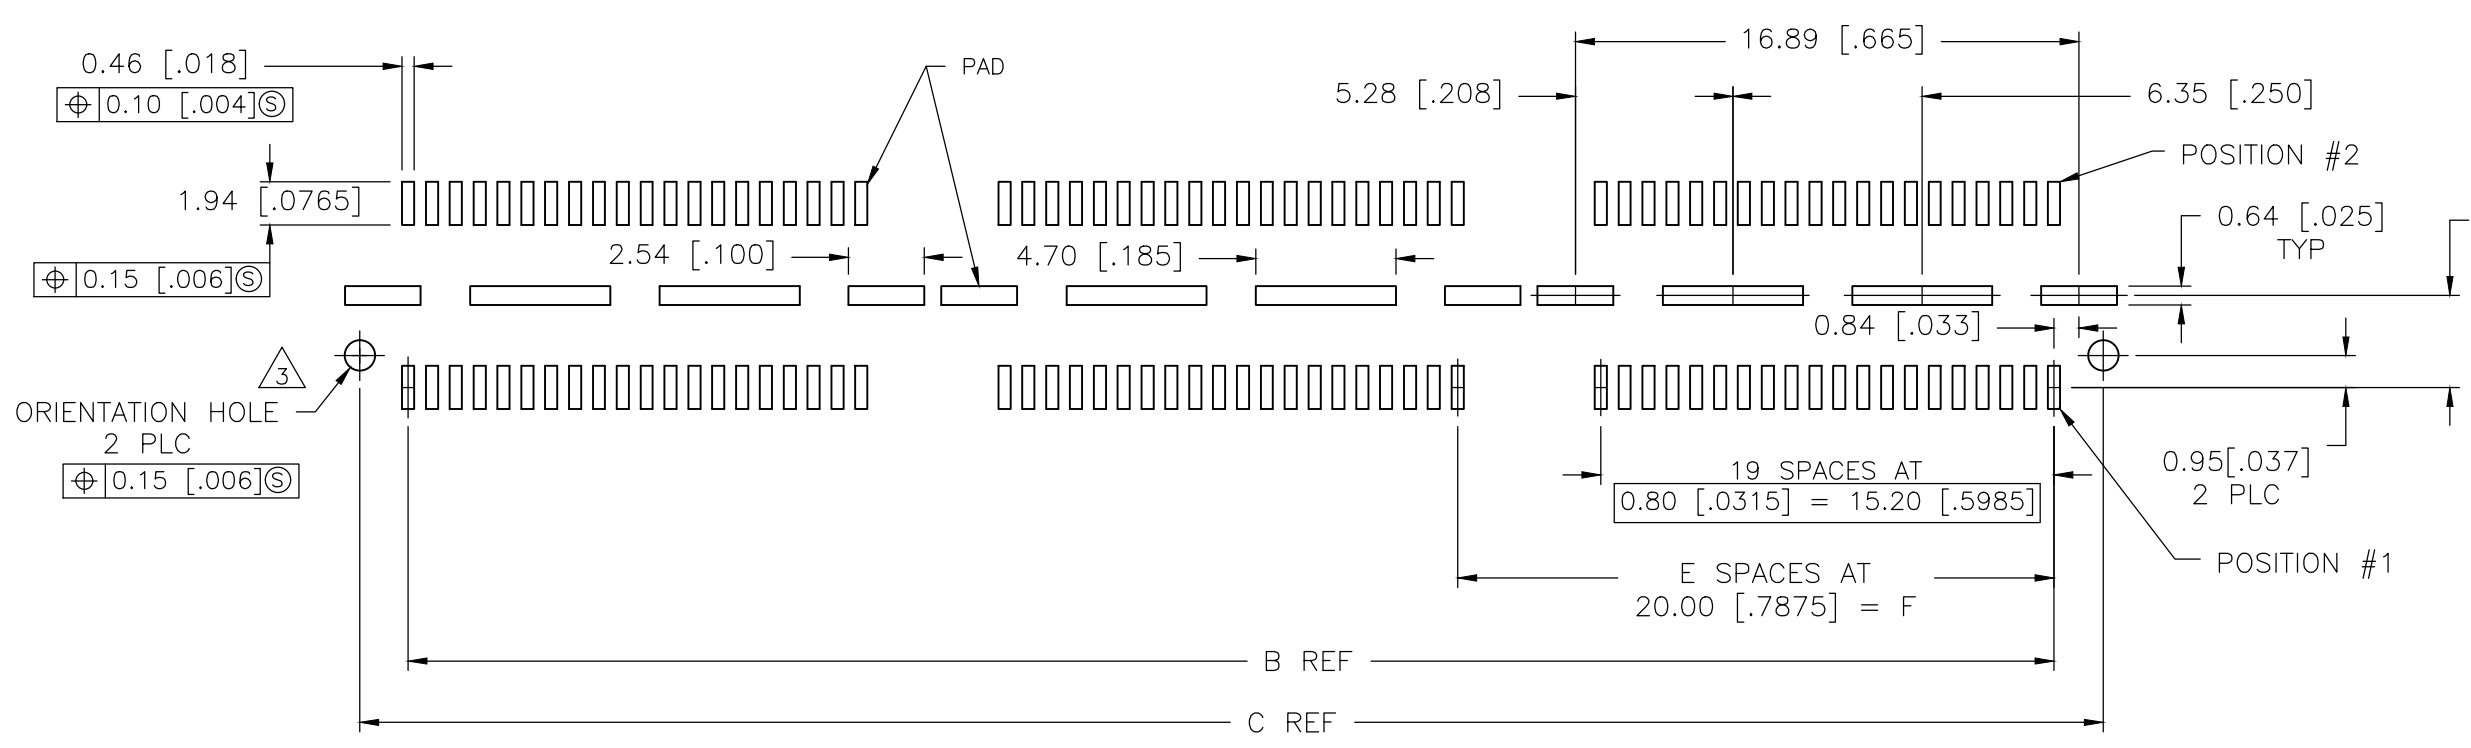 16.89 [.665]
0.46 [.018]
PAD
0.10 [.004]Ⓢ
5.28 [.208]
6.35 [.250]
POSITION #2
1.94 [.0765]
0.64 [.025]
TYP
2.54 [.100]
4.70 [.185]
0.15 [.006]Ⓢ
0.84 [.033]
3
ORIENTATION HOLE
2 PLC
0.15 [.006]Ⓢ
19 SPACES AT
0.80 [.0315] = 15.20 [.5985]
0.95[.037]
2 PLC
POSITION #1
E SPACES AT
20.00 [.7875] = F
B REF
C REF